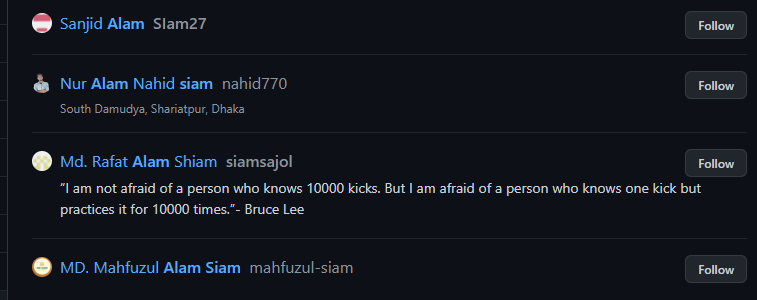 Sanjid Alam SIam27
Follow
Nur Alam Nahid siam nahid770
Follow
South Damudya, Shariatpur, Dhaka
Md. Rafat Alam Shiam siamsajol
Follow
“I am not afraid of a person who knows 10000 kicks. But I am afraid of a person who knows one kick but
practices it for 10000 times.”- Bruce Lee
MD. Mahfuzul Alam Siam mahfuzul-siam
Follow